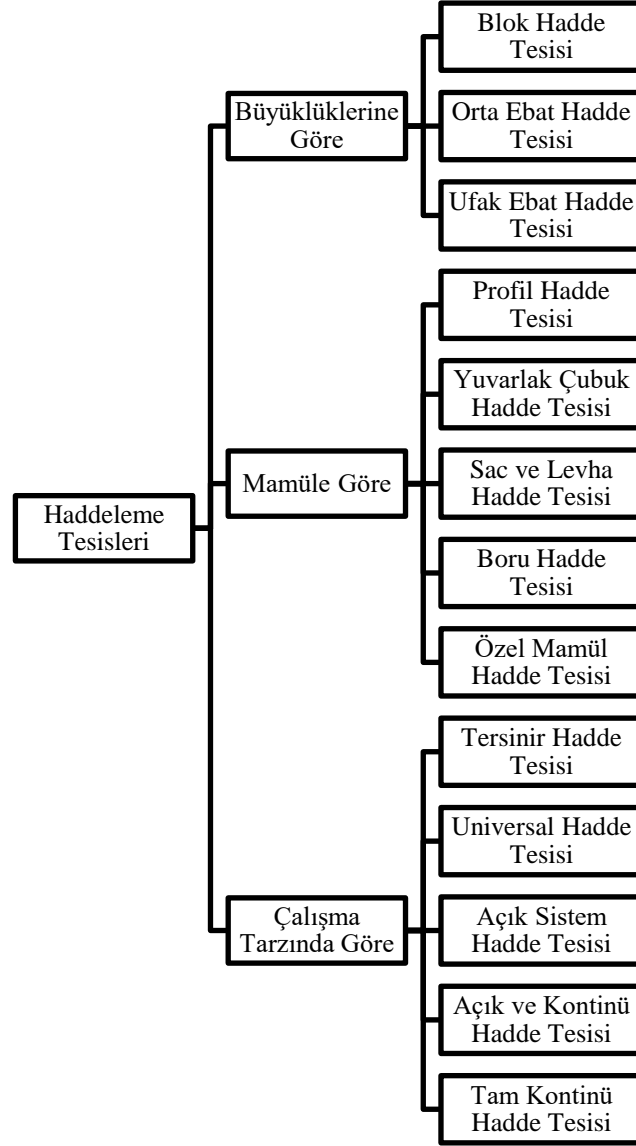 Haddeleme
Tesisleri
Büyüklüklerine
Göre
Blok Hadde
Tesisi
Orta Ebat Hadde
Tesisi
Ufak Ebat Hadde
Tesisi
Mamüle Göre
Profil Hadde
Tesisi
Yuvarlak Çubuk
Hadde Tesisi
Sac ve Levha
Hadde Tesisi
Boru Hadde
Tesisi
Özel Mamül
Hadde Tesisi
Çalışma
Tarzında Göre
Tersinir Hadde
Tesisi
Universal Hadde
Tesisi
Açık Sistem
Hadde Tesisi
Açık ve Kontinü
Hadde Tesisi
Tam Kontinü
Hadde Tesisi